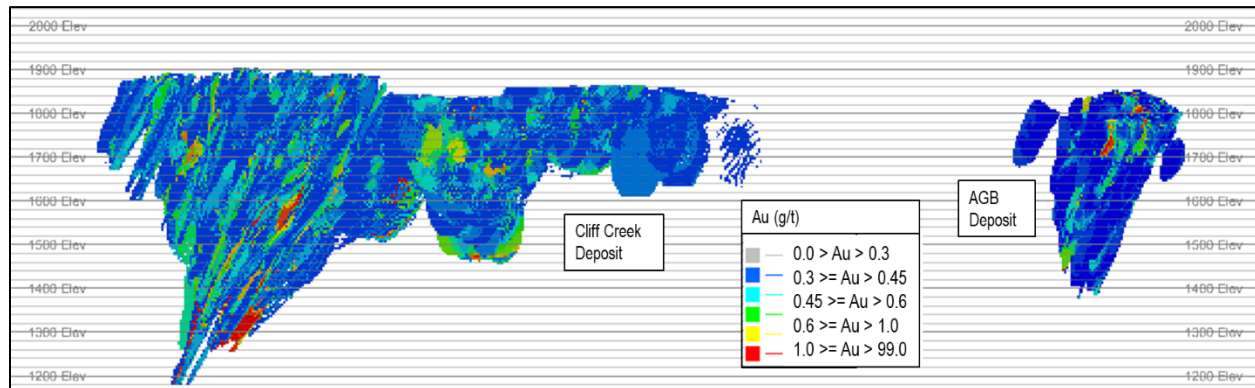 2000 Elev
1900 Elev
1800 Elev
1700 Elev
1600 Elev
1500 Elev
1400 Elev
1300 Elev
1200 Elev
Cliff Creek
Deposit
Au (g/t)
0.0 > Au > 0.3
0.3 >= Au > 0.45
0.45 >= Au > 0.6
0.6 >= Au > 1.0
1.0 >= Au > 99.0
AGB
Deposit
2000 Elev
1900 Elev
1800 Elev
1700 Elev
1600 Elev
1500 Elev
1400 Elev
1300 Elev
1200 Elev